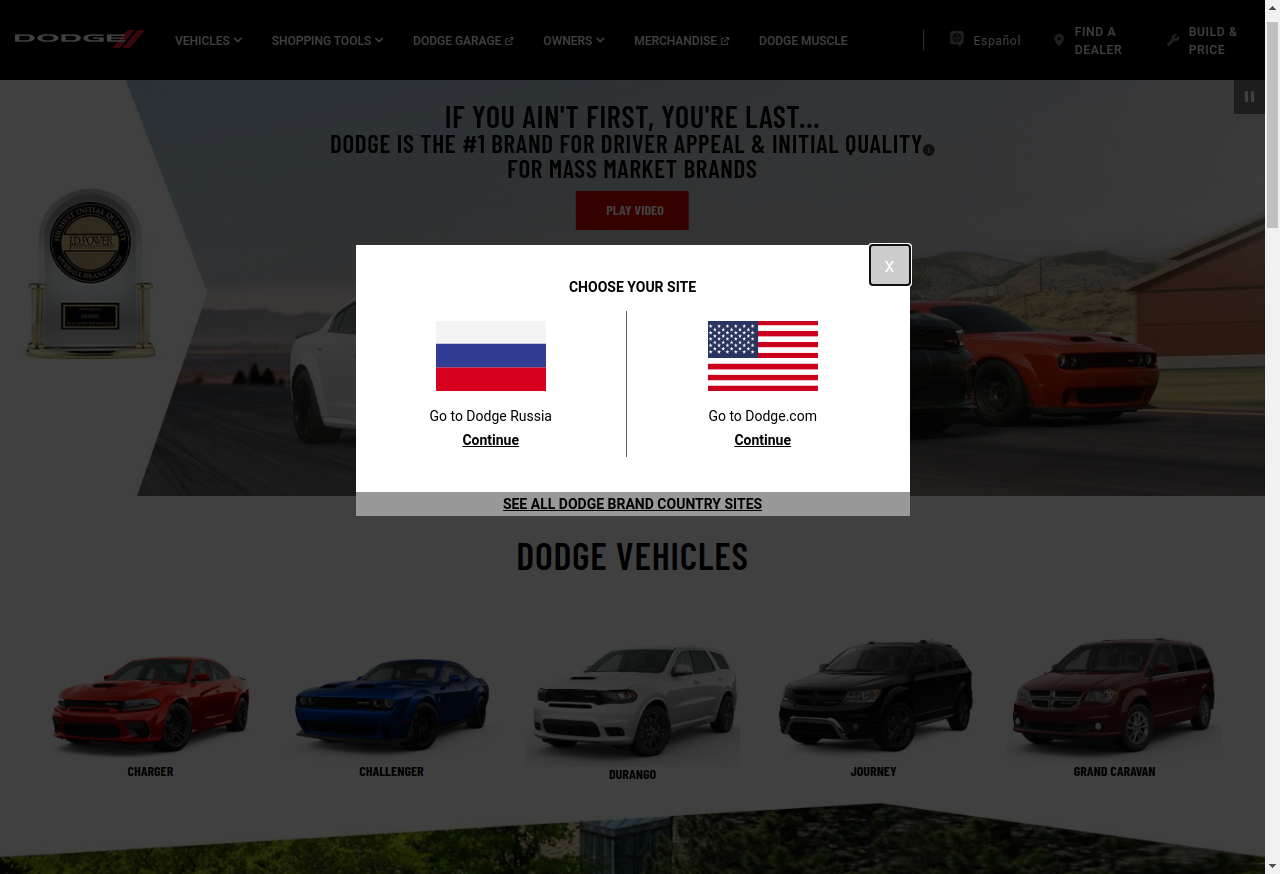 DODGE
VEHICLES
SHOPPING TOOLS
DODGE GARAGE
OWNERS
MERCHANDISE
DODGE MUSCLE
Español
FIND A
DEALER
BUILD &
PRICE
IF YOU AIN'T FIRST, YOU'RE LAST...
DODGE IS THE #1 BRAND FOR DRIVER APPEAL & INITIAL QUALITY
FOR MASS MARKET BRANDS
PLAY VIDEO
HIGHEST INITIAL QUALITY
J.D. POWER
X
CHOOSE YOUR SITE
Go to Dodge Russia
Continue
Go to Dodge.com
Continue
SEE ALL DODGE BRAND COUNTRY SITES
DODGE VEHICLES
CHARGER
CHALLENGER
DURANGO
JOURNEY
GRAND CARAVAN